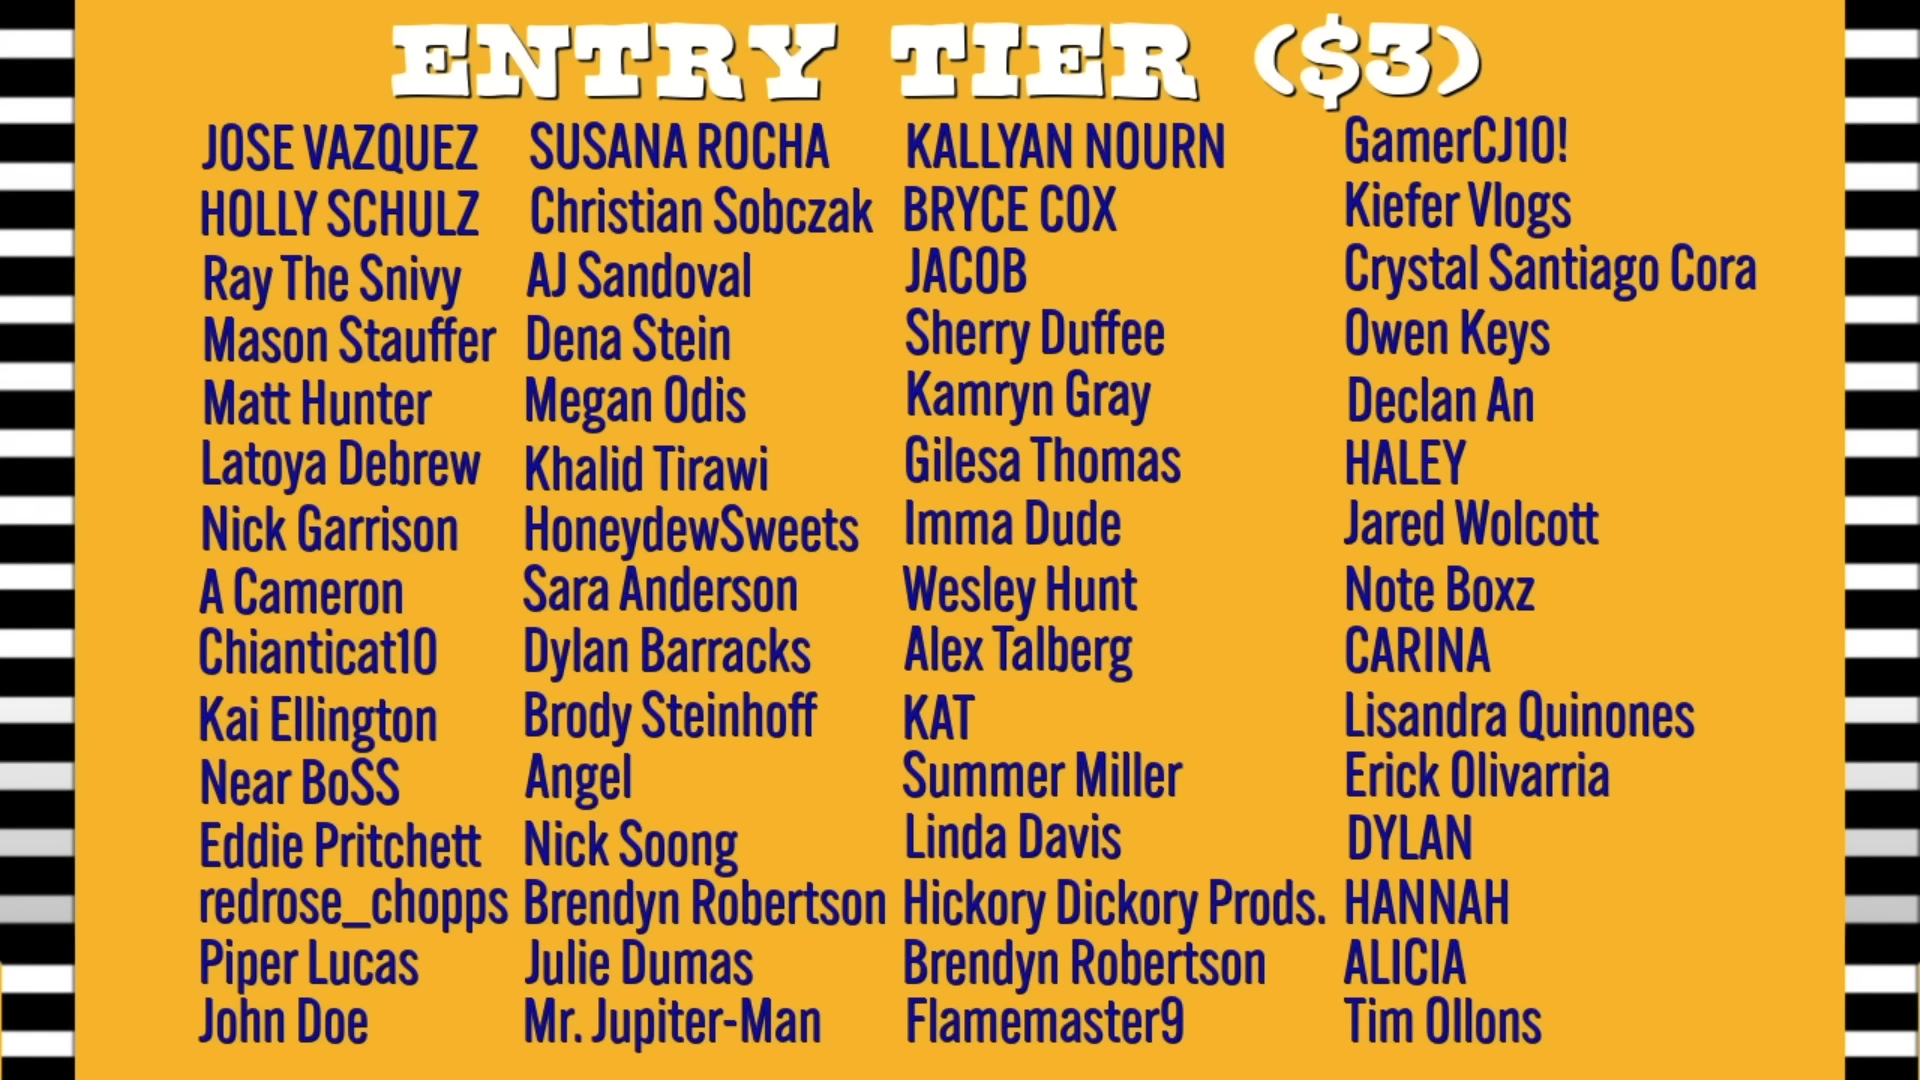 ENTRY TIER ($3)
JOSE VAZQUEZ
HOLLY SCHULZ
Ray The Snivy
Mason Stauffer
Matt Hunter
Latoya Debrew
Nick Garrison
A Cameron
Chianticat10
Kai Ellington
Near BoSS
Eddie Pritchett
redrose_chopps
Piper Lucas
John Doe
SUSANA ROCHA
Christian Sobczak
AJ Sandoval
Dena Stein
Megan Odis
Khalid Tirawi
HoneydewSweets
Sara Anderson
Dylan Barracks
Brody Steinhoff
Angel
Nick Soong
Brendyn Robertson
Julie Dumas
Mr. Jupiter-Man
KALLYAN NOURN
BRYCE COX
JACOB
Sherry Duffee
Kamryn Gray
Gilesa Thomas
Imma Dude
Wesley Hunt
Alex Talberg
KAT
Summer Miller
Linda Davis
Hickory Dickory Prods.
Brendyn Robertson
Flamemaster9
GamerCJ10!
Kiefer Vlogs
Crystal Santiago Cora
Owen Keys
Declan An
HALEY
Jared Wolcott
Note Boxz
CARINA
Lisandra Quinones
Erick Olivarria
DYLAN
HANNAH
ALICIA
Tim Ollons